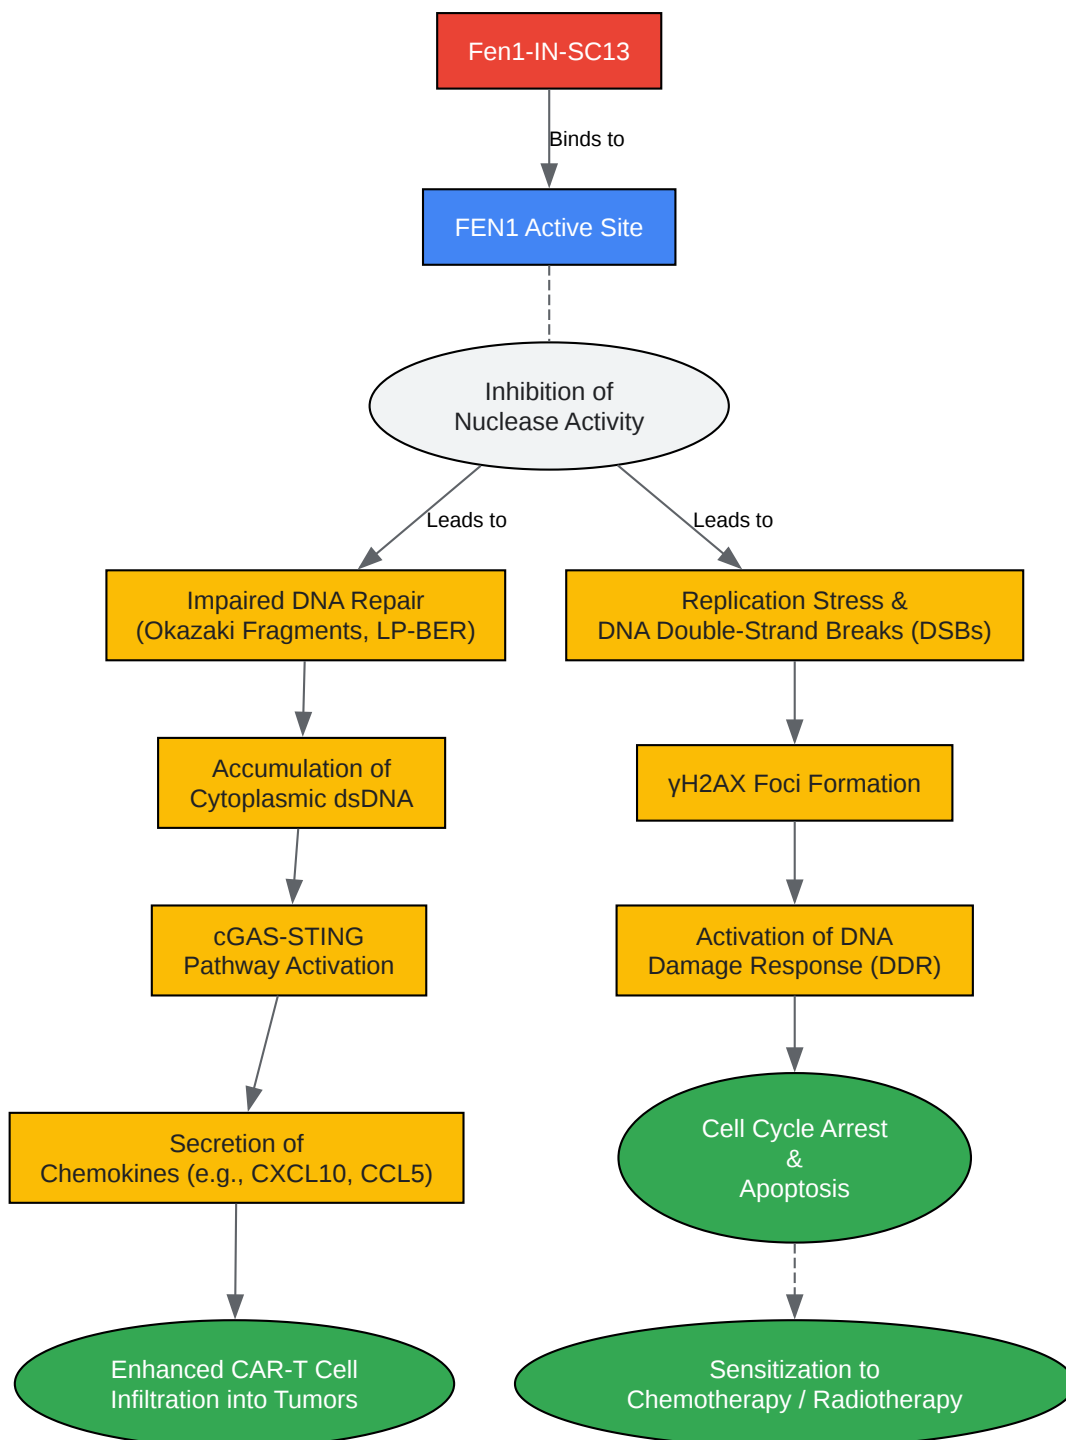 Fen1-IN-SC13
Binds to
FEN1 Active Site
Inhibition of
Nuclease Activity
Leads to
Leads to
Impaired DNA Repair
(Okazaki Fragments, LP-BER)
Replication Stress &
DNA Double-Strand Breaks (DSBs)
Accumulation of
Cytoplasmic dsDNA
γH2AX Foci Formation
cGAS-STING
Pathway Activation
Activation of DNA
Damage Response (DDR)
Secretion of
Chemokines (e.g., CXCL10, CCL5)
Cell Cycle Arrest
&
Apoptosis
Enhanced CAR-T Cell
Infiltration into Tumors
Sensitization to
Chemotherapy / Radiotherapy